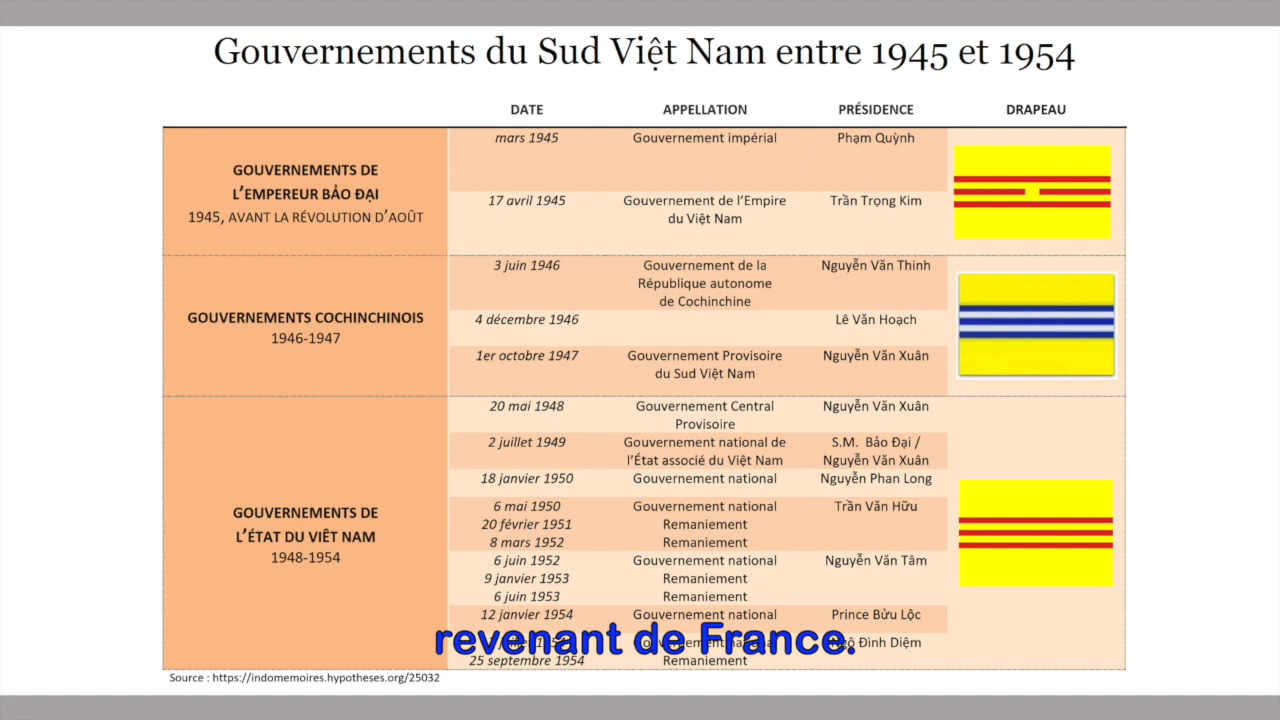 Gouvernements du Sud Việt Nam entre 1945 et 1954
DATE APPELLATION PRÉSIDENCE DRAPEAU
GOUVERNEMENTS DE
L’EMPEREUR BẢO ĐẠI
1945, AVANT LA RÉVOLUTION D’AOÛT
mars 1945 Gouvernement impérial Phạm Quỳnh
17 avril 1945 Gouvernement de l’Empire Trần Trọng Kim
du Việt Nam
GOUVERNEMENTS COCHINCHINOIS
1946-1947
3 juin 1946 Gouvernement de la Nguyễn Văn Thinh
République autonome
de Cochinchine
4 décembre 1946 Lê Văn Hoạch
1er octobre 1947 Gouvernement Provisoire Nguyễn Văn Xuân
du Sud Việt Nam
GOUVERNEMENTS DE
L’ÉTAT DU VIÊT NAM
1948-1954
20 mai 1948 Gouvernement Central Nguyễn Văn Xuân
Provisoire
2 juillet 1949 Gouvernement national de S.M. Bảo Đại /
l’État associé du Việt Nam Nguyễn Văn Xuân
18 janvier 1950 Gouvernement national Nguyễn Phan Long
6 mai 1950 Gouvernement national Trần Văn Hữu
20 février 1951 Remaniement
8 mars 1952 Remaniement
6 juin 1952 Gouvernement national Nguyễn Văn Tâm
9 janvier 1953 Remaniement
6 juin 1953 Remaniement
12 janvier 1954 Gouvernement national Prince Bửu Lộc
Đình Diệm
25 septembre 1954 Remaniement
revenant de France.
Source : https://indomemoires.hypotheses.org/25032